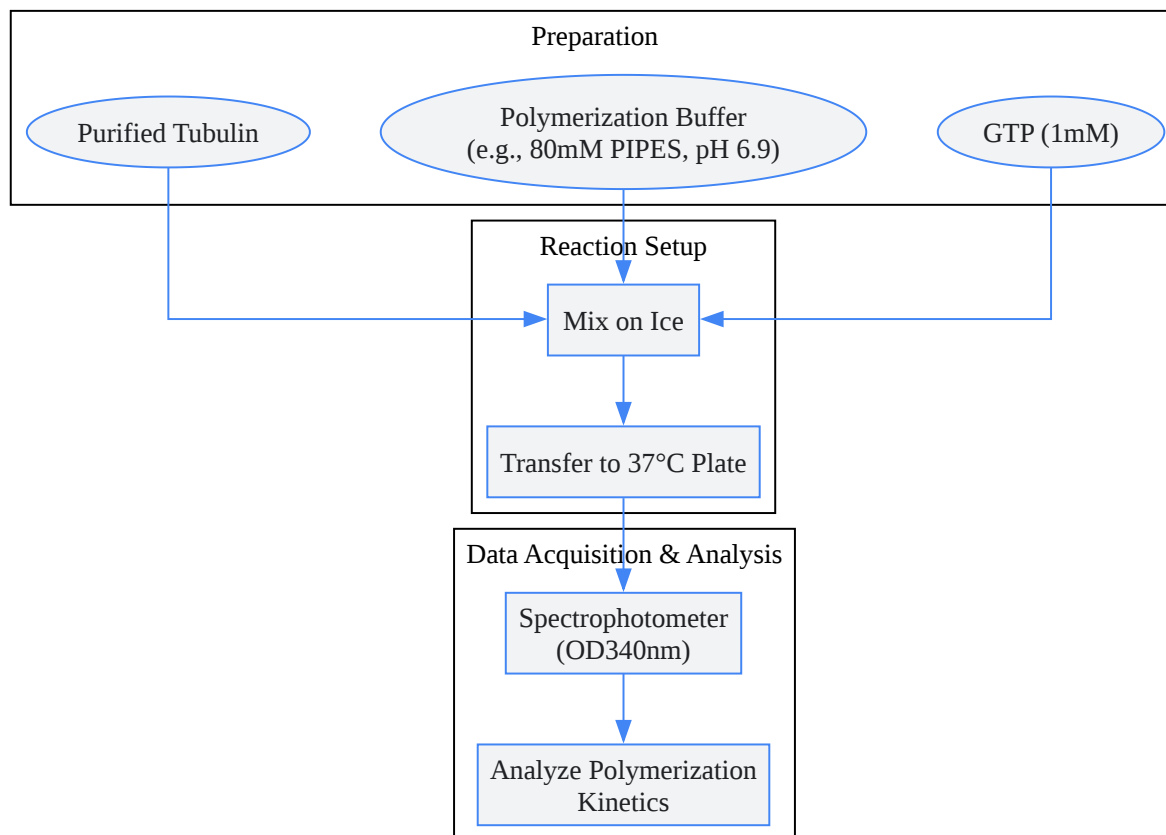 Preparation
Purified Tubulin
Polymerization Buffer
(e.g., 80mM PIPES, pH 6.9)
GTP (1mM)
Reaction Setup
Mix on Ice
Transfer to 37°C Plate
Data Acquisition & Analysis
Spectrophotometer
(OD340nm)
Analyze Polymerization
Kinetics